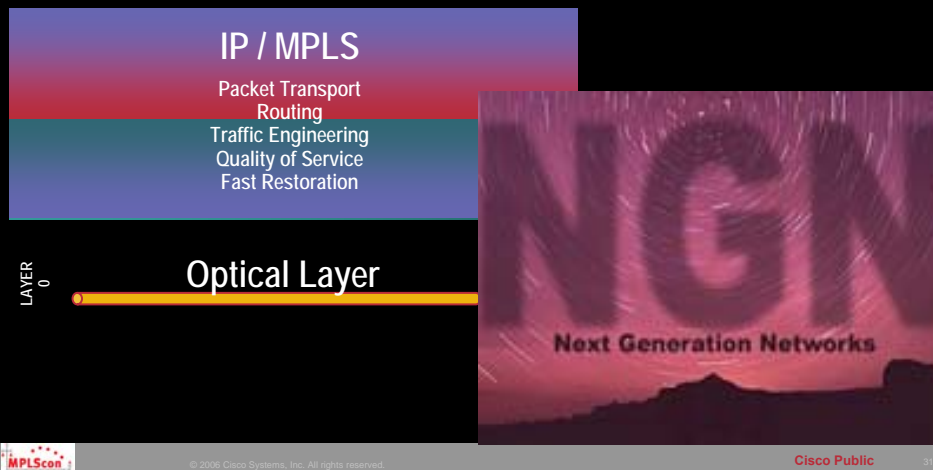 IP / MPLS
Packet Transport
Routing
Traffic Engineering
Quality of Service
Fast Restoration
LAYER
0
Optical Layer
NGN
Next Generation Networks
MPLScon
© 2006 Cisco Systems, Inc. All rights reserved.
Cisco Public
31